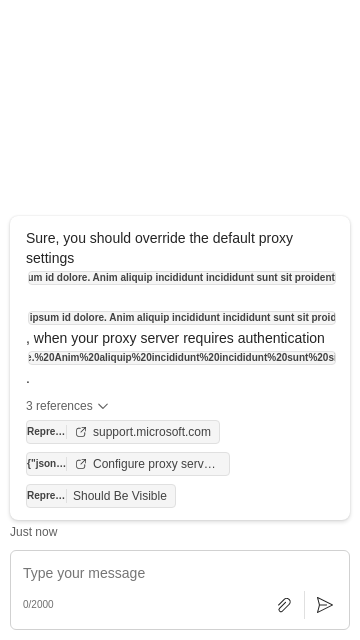 Sure, you should override the default proxy
settings
um id dolore. Anim aliquip incididunt incididunt sunt sit proident
ipsum id dolore. Anim aliquip incididunt sunt sit proid
, when your proxy server requires authentication
e.%20Anim%20aliquip%20incididunt%20incididunt%20sunt%20s
.
3 references
Repre… support.microsoft.com
{"json… Configure proxy serv…
Repre… Should Be Visible
Just now
Type your message
0/2000